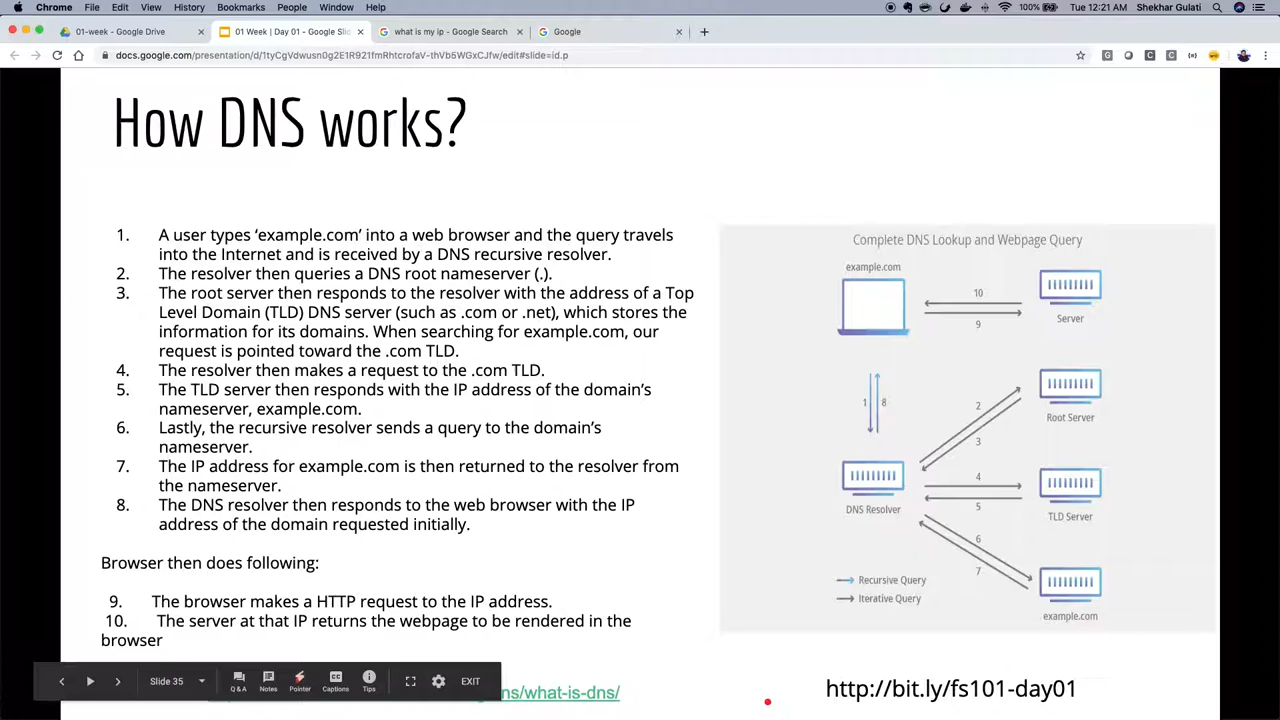 Chrome File Edit View History Bookmarks People Window Help 100% Tue 12:21 AM Shekhar Gulati
01-week - Google Drive 01 Week | Day 01 - Google Slid what is my ip - Google Search Google
docs.google.com/presentation/d/1tyCgVdwusn0g2E1R921fmRhtcrofaV-thVb5WGxCJfw/edit#slide=id.p
How DNS works?
1. A user types ‘example.com’ into a web browser and the query travels
into the Internet and is received by a DNS recursive resolver.
2. The resolver then queries a DNS root nameserver (.).
3. The root server then responds to the resolver with the address of a Top
Level Domain (TLD) DNS server (such as .com or .net), which stores the
information for its domains. When searching for example.com, our
request is pointed toward the .com TLD.
4. The resolver then makes a request to the .com TLD.
5. The TLD server then responds with the IP address of the domain’s
nameserver, example.com.
6. Lastly, the recursive resolver sends a query to the domain’s
nameserver.
7. The IP address for example.com is then returned to the resolver from
the nameserver.
8. The DNS resolver then responds to the web browser with the IP
address of the domain requested initially.
Browser then does following:
9. The browser makes a HTTP request to the IP address.
10. The server at that IP returns the webpage to be rendered in the
browser
Complete DNS Lookup and Webpage Query
example.com
10
9
Server
1 8
2
3
Root Server
4
5
DNS Resolver
TLD Server
6
7
Recursive Query
Iterative Query
example.com
Slide 35 Q & A Notes Pointer Captions Tips EXIT
ns/what-is-dns/
http://bit.ly/fs101-day01